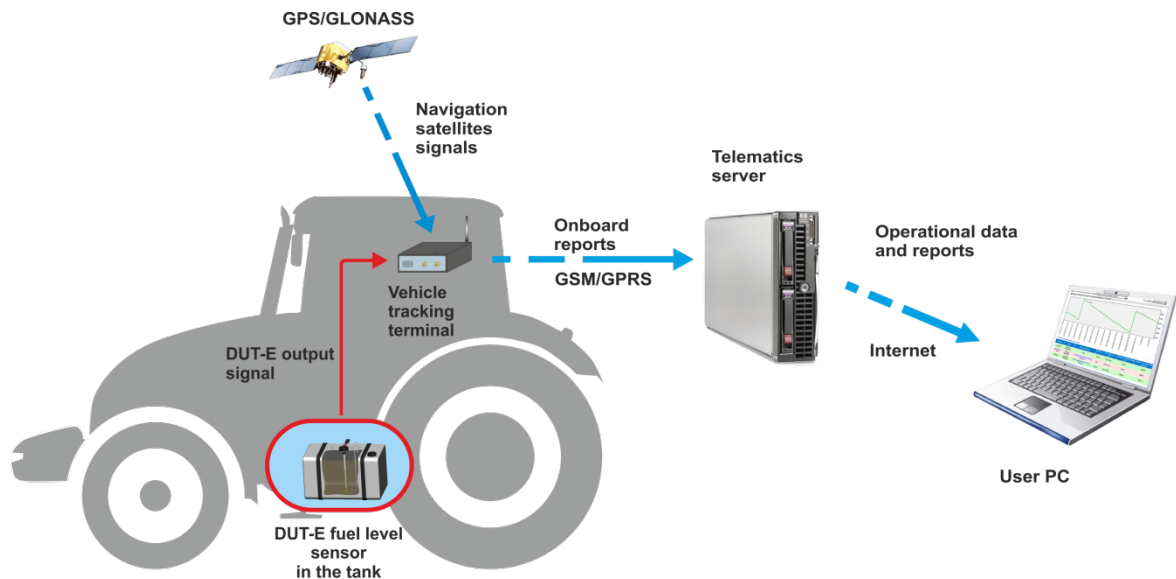 GPS/GLONASS
Navigation
satellites
signals
Telematics
server
Onboard
reports
GSM/GPRS
Operational data
and reports
Vehicle
tracking
terminal
DUT-E output
signal
Internet
User PC
DUT-E fuel level
sensor
in the tank